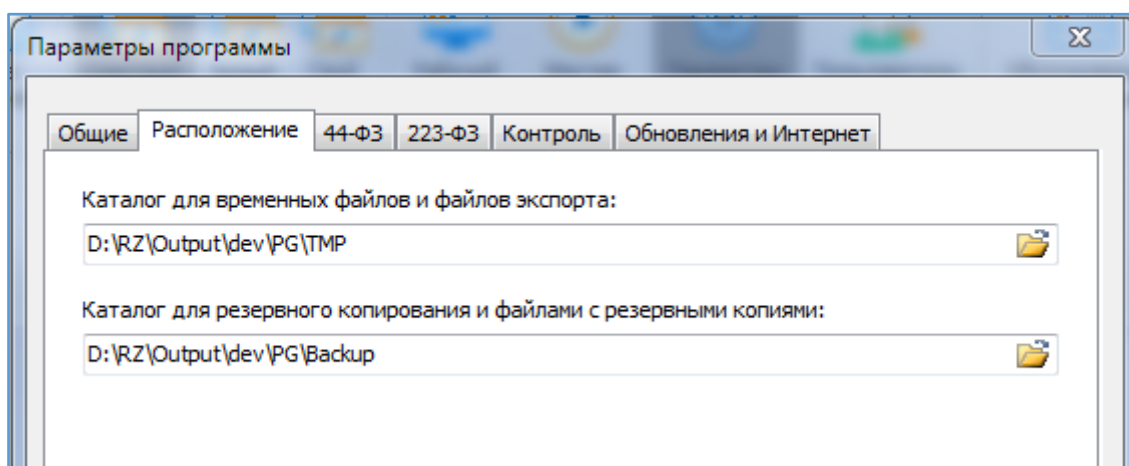 Параметры программы
Общие Расположение 44-ФЗ 223-ФЗ Контроль Обновления и Интернет
Каталог для временных файлов и файлов экспорта:
D:\RZ\Output\dev\PG\TMP
Каталог для резервного копирования и файлами с резервными копиями:
D:\RZ\Output\dev\PG\Backup